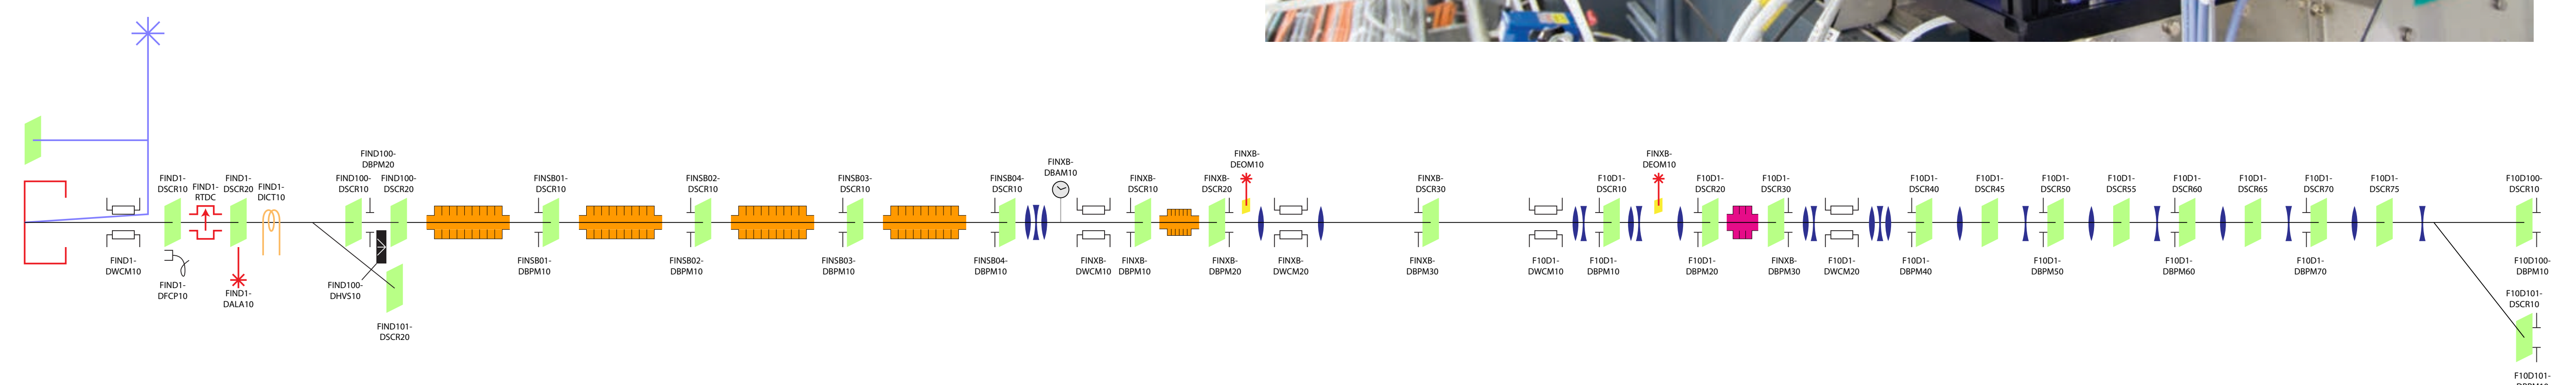 FIND1-
DWCM10
FIND1-
DSCR10
FIND1-
DFCP10
FIND1-
RTDC
FIND1-
DSCR20
FIND1-
DALA10
FIND1-
DICT10
FIND100-
DSCR10
FIND100-
DBPM20
FIND100-
DSCR20
FIND100-
DHVS10
FIND101-
DSCR20
FINSB01-
DSCR10
FINSB01-
DBPM10
FINSB02-
DSCR10
FINSB02-
DBPM10
FINSB03-
DSCR10
FINSB03-
DBPM10
FINSB04-
DSCR10
FINSB04-
DBPM10
FINXB-
DBAM10
FINXB-
DWCM10
FINXB-
DSCR10
FINXB-
DBPM10
FINXB-
DSCR20
FINXB-
DBPM20
FINXB-
DEOM10
FINXB-
DWCM20
FINXB-
DSCR30
FINXB-
DBPM30
F10D1-
DWCM10
F10D1-
DSCR10
F10D1-
DBPM10
FINXB-
DEOM10
F10D1-
DSCR20
F10D1-
DBPM20
F10D1-
DSCR30
FINXB-
DBPM30
F10D1-
DWCM20
F10D1-
DSCR40
F10D1-
DBPM40
F10D1-
DSCR45
F10D1-
DSCR50
F10D1-
DBPM50
F10D1-
DSCR55
F10D1-
DSCR60
F10D1-
DBPM60
F10D1-
DSCR65
F10D1-
DSCR70
F10D1-
DBPM70
F10D1-
DSCR75
F10D100-
DSCR10
F10D100-
DBPM10
F10D101-
DSCR10
F10D101-